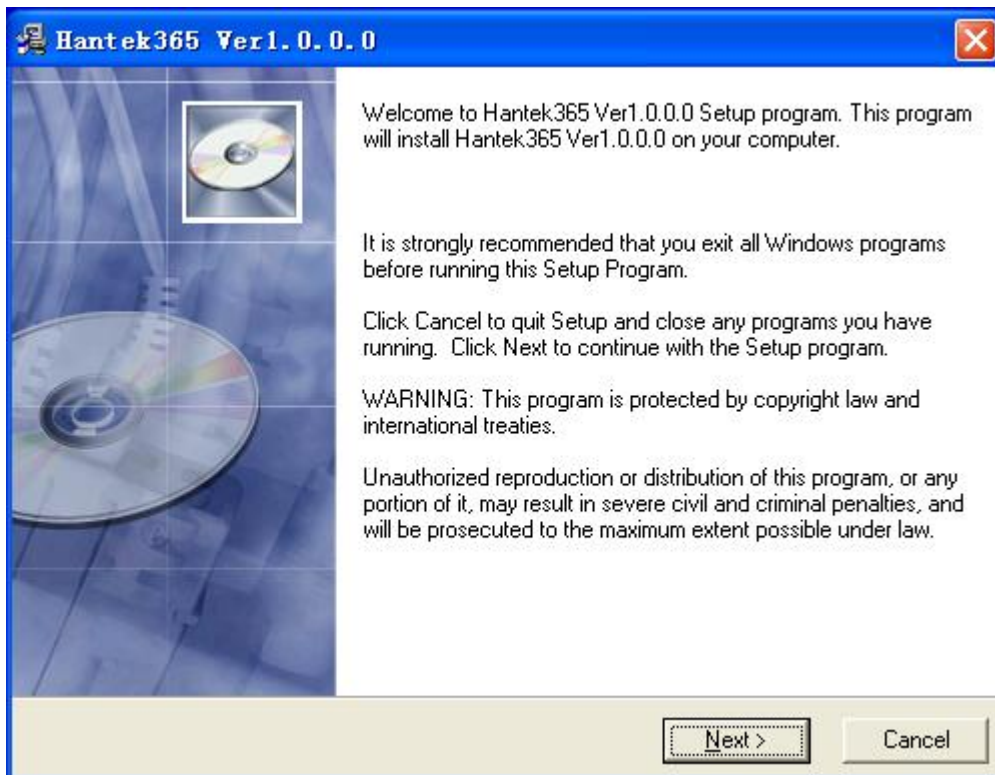 Hantek365 Ver1.0.0.0
Welcome to Hantek365 Ver1.0.0.0 Setup program. This program
will install Hantek365 Ver1.0.0.0 on your computer.
It is strongly recommended that you exit all Windows programs
before running this Setup Program.
Click Cancel to quit Setup and close any programs you have
running.  Click Next to continue with the Setup program.
WARNING: This program is protected by copyright law and
international treaties.
Unauthorized reproduction or distribution of this program, or any
portion of it, may result in severe civil and criminal penalties, and
will be prosecuted to the maximum extent possible under law.
Next >
Cancel